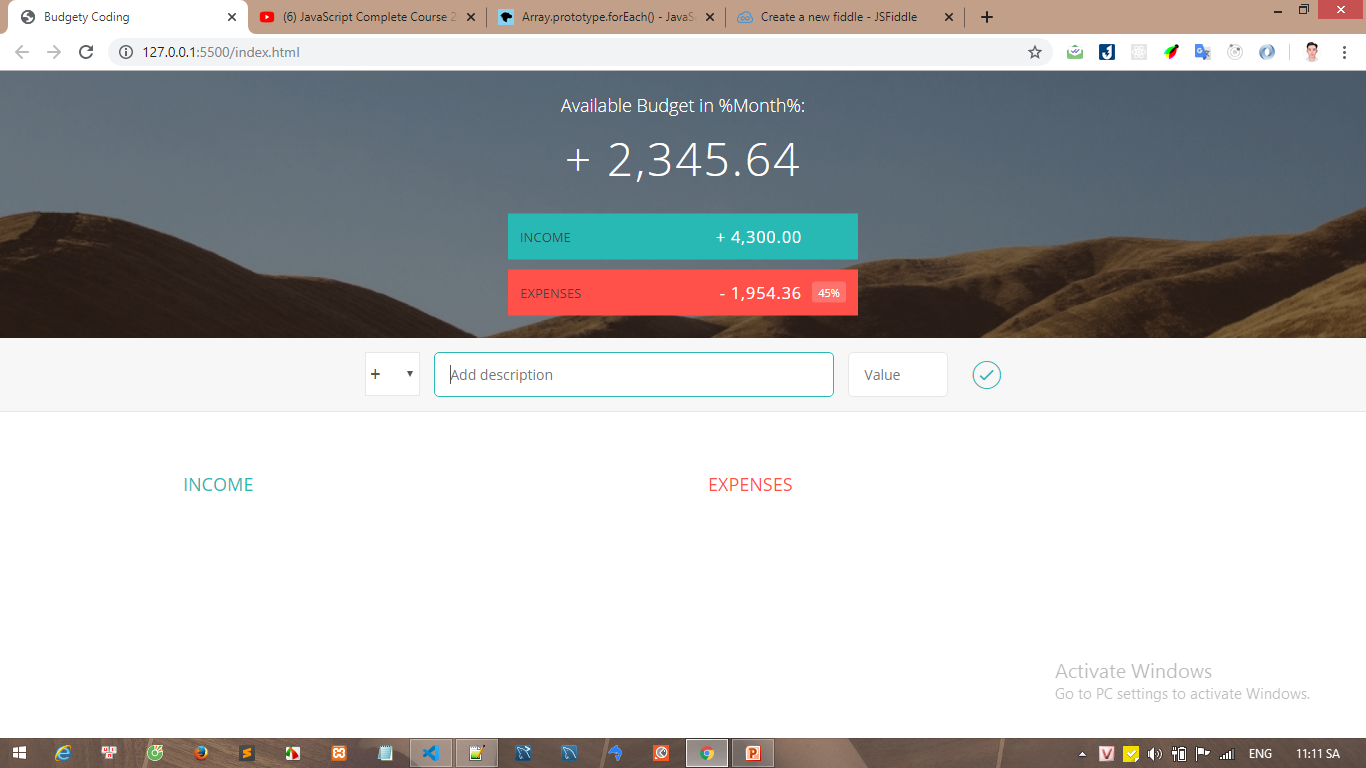 Budgety Coding
(6) JavaScript Complete Course 2
Array.prototype.forEach() - JavaS
Create a new fiddle - JSFiddle
127.0.0.1:5500/index.html
Available Budget in %Month%:
+ 2,345.64
INCOME + 4,300.00
EXPENSES - 1,954.36 45%
+ Add description Value
INCOME EXPENSES
Activate Windows
Go to PC settings to activate Windows.
ENG 11:11 SA